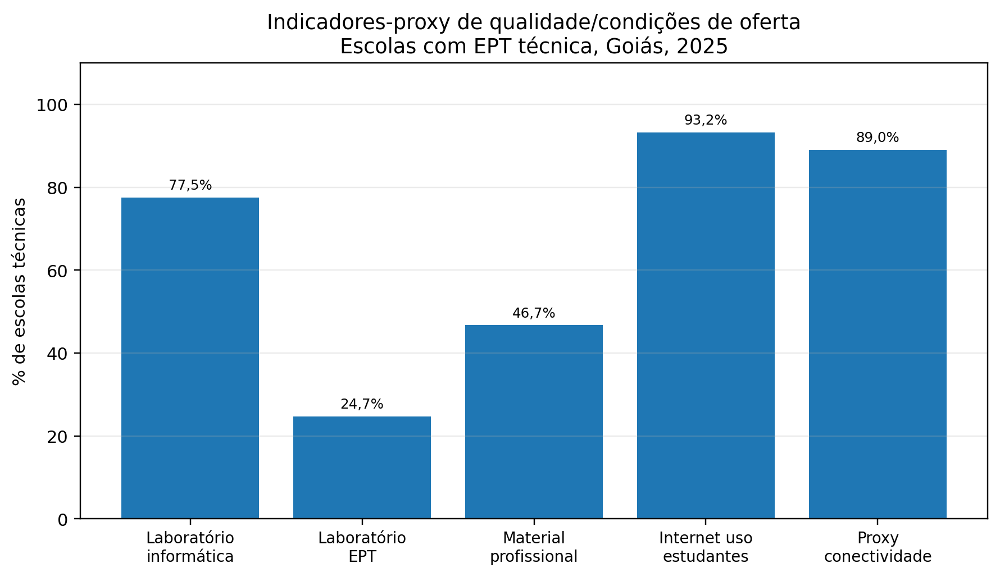 Indicadores-proxy de qualidade/condições de oferta
Escolas com EPT técnica, Goiás, 2025
% de escolas técnicas
100
80
60
40
20
0
77,5%
24,7%
46,7%
93,2%
89,0%
Laboratório
informática
Laboratório
EPT
Material
profissional
Internet uso
estudantes
Proxy
conectividade